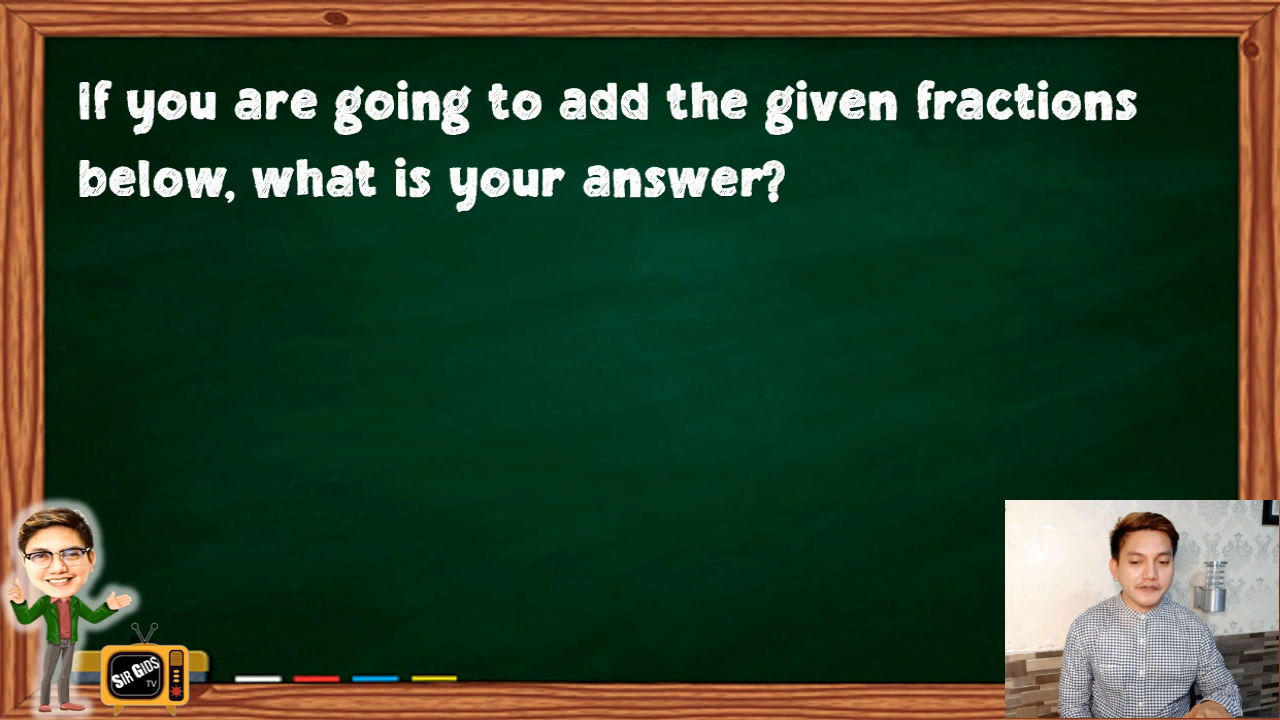 If you are going to add the given fractions
below, what is your answer?
SIR GIDS
TV